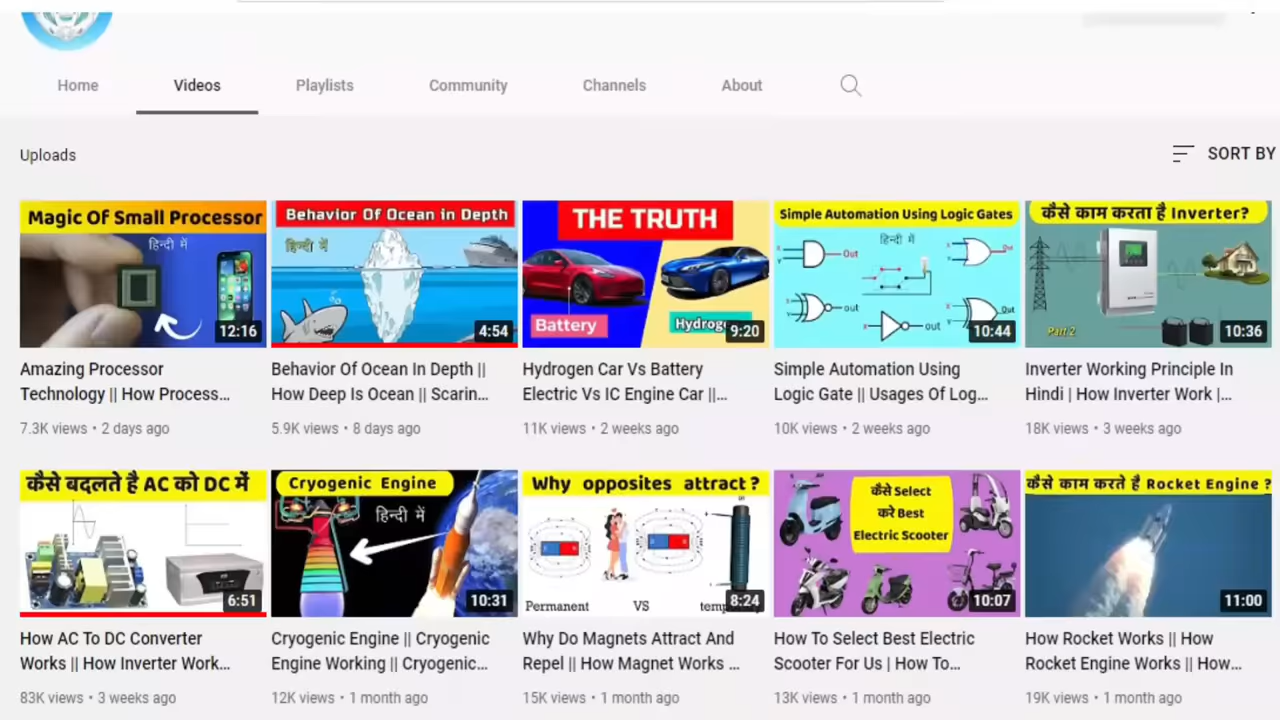 Home Videos Playlists Community Channels About
Uploads
SORT BY
Magic Of Small Processor
हिन्दी में
12:16
Amazing Processor
Technology || How Process...
7.3K views • 2 days ago
Behavior Of Ocean in Depth
हिन्दी में
4:54
Behavior Of Ocean In Depth ||
How Deep Is Ocean || Scarin...
5.9K views • 8 days ago
THE TRUTH
Battery
Hydrog
9:20
Hydrogen Car Vs Battery
Electric Vs IC Engine Car ||...
11K views • 2 weeks ago
Simple Automation Using Logic Gates
हिन्दी में
Out
Out
out
Out
out
10:44
Simple Automation Using
Logic Gate || Usages Of Log...
10K views • 2 weeks ago
कैसे काम करता है Inverter?
Part 2
10:36
Inverter Working Principle In
Hindi | How Inverter Work |...
18K views • 3 weeks ago
कैसे बदलते है AC को DC में
6:51
How AC To DC Converter
Works || How Inverter Work...
83K views • 3 weeks ago
Cryogenic Engine
हिन्दी में
10:31
Cryogenic Engine || Cryogenic
Engine Working || Cryogenic...
12K views • 1 month ago
Why opposites attract ?
Permanent VS temp
8:24
Why Do Magnets Attract And
Repel || How Magnet Works ...
15K views • 1 month ago
कैसे Select
करे Best
Electric Scooter
10:07
How To Select Best Electric
Scooter For Us | How To...
13K views • 1 month ago
कैसे काम करते है Rocket Engine ?
11:00
How Rocket Works || How
Rocket Engine Works || How...
19K views • 1 month ago